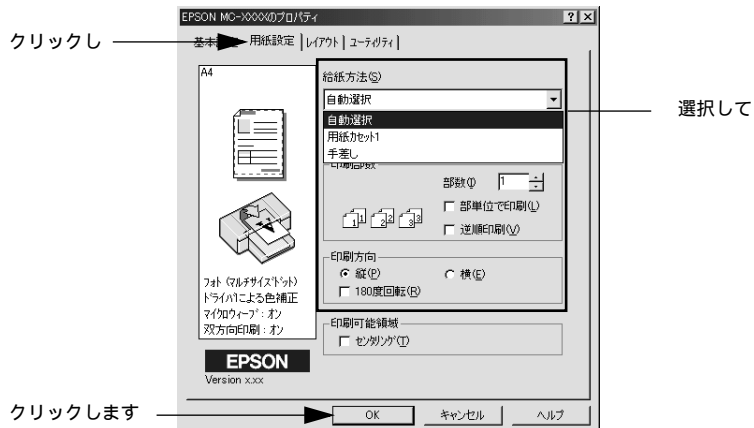 EPSON MC-XXXXのプロパティ
クリックし
用紙設定
レイアウト
ユーティリティ
A4
給紙方法(S)
自動選択
選択して
自動選択
用紙カセット1
手差し
印刷部数
部数(I) 1
部単位で印刷(L)
逆順印刷(V)
1 1 2 2 3 3
印刷方向
縦(P) 横(E)
180度回転(R)
フォト(マルチサイズドット)
ドライバによる色補正
マイクロウィーブ:オン
双方向印刷:オン
印刷可能領域
センタリング(T)
EPSON
Version x.xx
クリックします
OK キャンセル ヘルプ